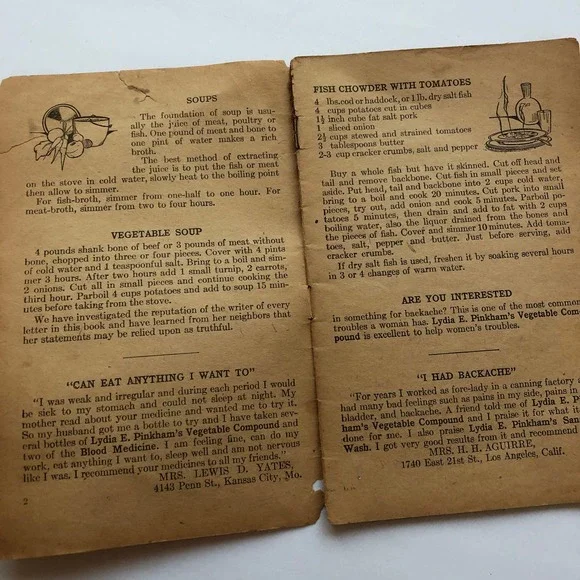 SOUPS
The foundation of soup is usu-
ally the juice of meat, poultry or
fish. One pound of meat and bone to
one pint of water makes a rich
broth.
The best method of extracting
the juice is to put the fish or meat
on the stove in cold water, slowly heat to the boiling point
then allow to simmer.
For fish-broth, simmer from one-half to one hour. For
meat-broth, simmer from two to four hours.
VEGETABLE SOUP
4 pounds shank bone of beef or 3 pounds of meat without
bone, chopped into three or four pieces. Cover with 4 pints
of cold water and 1 teaspoonful salt. Bring to a boil and sim-
mer 3 hours. After two hours add 1 small turnip, 2 carrots,
2 onions. Cut all in small pieces and continue cooking the
third hour. Parboil 4 cups potatoes and add to soup 15 min-
utes before taking from the stove.
We have investigated the reputation of the writer of every
letter in this book and have learned from her neighbors that
her statements may be relied upon as truthful.
"CAN EAT ANYTHING I WANT TO"
"I was weak and irregular and during each period I would
be sick to my stomach and could not sleep at night. My
mother read about your medicine and wanted me to try it.
So my husband got me a bottle to try and I have taken sev-
eral bottles of Lydia E. Pinkham's Vegetable Compound and
two of the Blood Medicine. I am feeling fine, can do my
work, eat anything I want to, sleep well and am not nervous
like I was. I recommend your medicines to all my friends."
MRS. LEWIS D. YATES,
4143 Penn St., Kansas City, Mo.
2
FISH CHOWDER WITH TOMATOES
4 lbs. cod or haddock, or 1 lb. dry salt fish
4 cups potatoes cut in cubes
1½ inch cube fat salt pork
1 sliced onion
2½ cups stewed and strained tomatoes
3 tablespoons butter
2-3 cup cracker crumbs, salt and pepper
Buy a whole fish but have it skinned. Cut off head and
tail and remove backbone. Cut fish in small pieces and set
aside. Put head, tail and backbone into 2 cups cold water,
bring to a boil and cook 20 minutes. Cut pork into small
pieces, try out, add onion and cook 5 minutes. Parboil po-
tatoes 5 minutes, then drain and add to fat with 2 cups
boiling water, also the liquor drained from the bones and
the pieces of fish. Cover and simmer 10 minutes. Add toma-
toes, salt, pepper and butter. Just before serving, add
cracker crumbs.
If dry salt fish is used, freshen it by soaking several hours
in 3 or 4 changes of warm water.
ARE YOU INTERESTED
in something for backache? This is one of the most common
troubles a woman has. Lydia E. Pinkham's Vegetable Com-
pound is excellent to help women's troubles.
"I HAD BACKACHE"
"For years I worked as fore-lady in a canning factory
had many bad feelings such as pains in my side, pains in
bladder, and backache. A friend told me of Lydia E. P
ham's Vegetable Compound and I praise it for what it
done for me. I also praise Lydia E. Pinkham's San
Wash. I got very good results from it and recommend
MRS. H. H. AGUIRRE,
1740 East 21st St., Los Angeles, Calif.